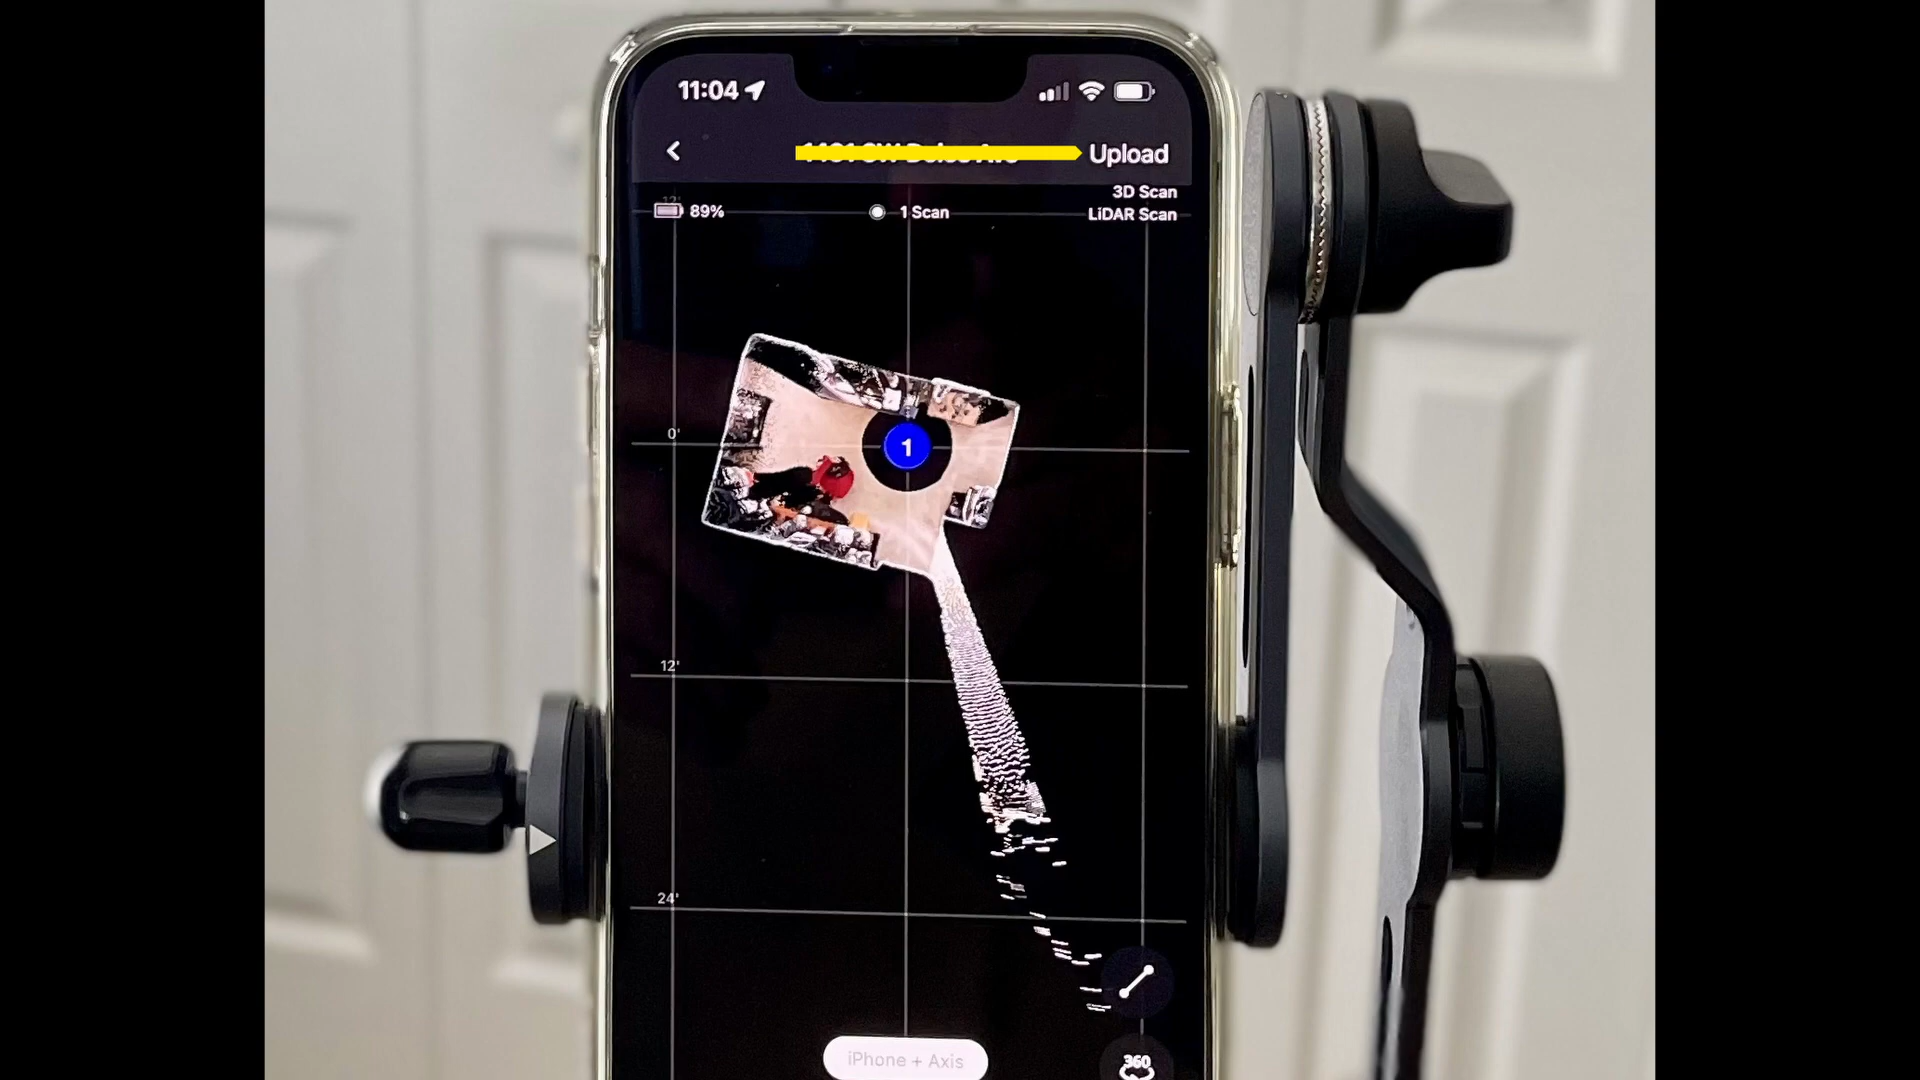 11:04
Upload
3D Scan
89%
1 Scan
LiDAR Scan
1
0'
12'
24'
iPhone + Axis
360